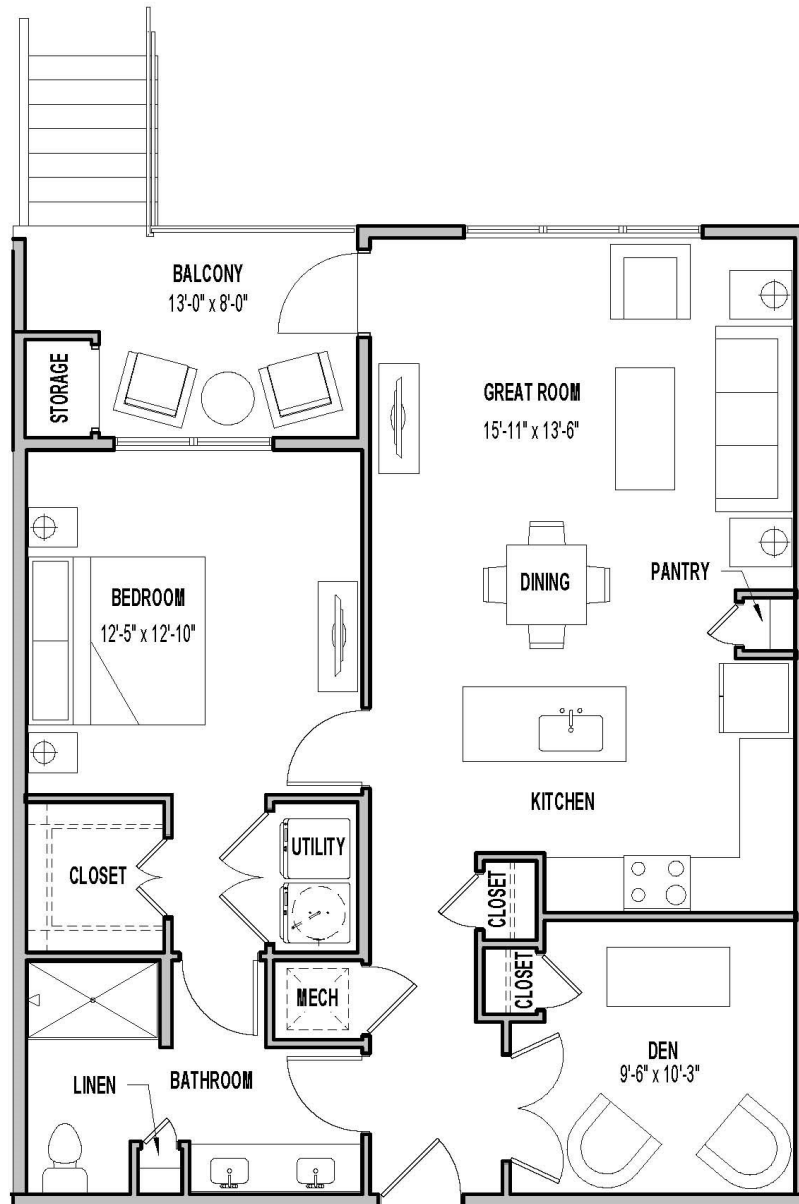 BALCONY
13'-0" x 8'-0"
STORAGE
GREAT ROOM
15'-11" x 13'-6"
DINING
PANTRY
BEDROOM
12'-5" x 12'-10"
KITCHEN
UTILITY
CLOSET
CLOSET
CLOSET
MECH
DEN
9'-6" x 10'-3"
LINEN
BATHROOM